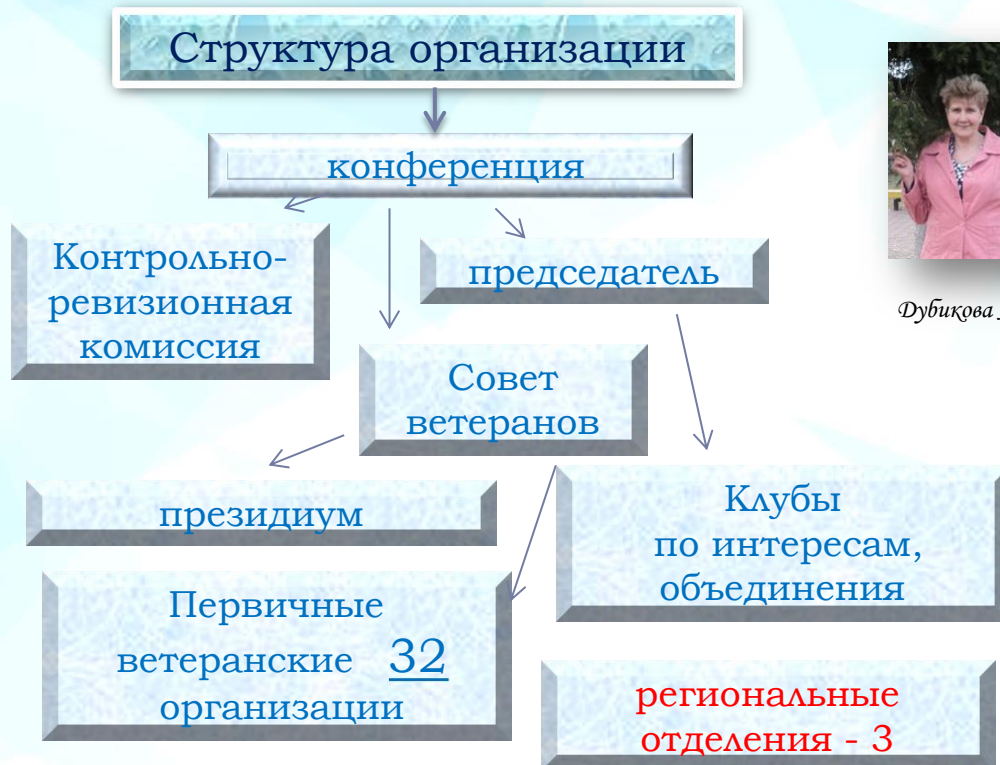 Структура организации
конференция
Контрольно-
ревизионная
комиссия
председатель
Дубикова
Совет
ветеранов
президиум
Клубы
по интересам,
объединения
Первичные
ветеранские 32
организации
региональные
отделения - 3